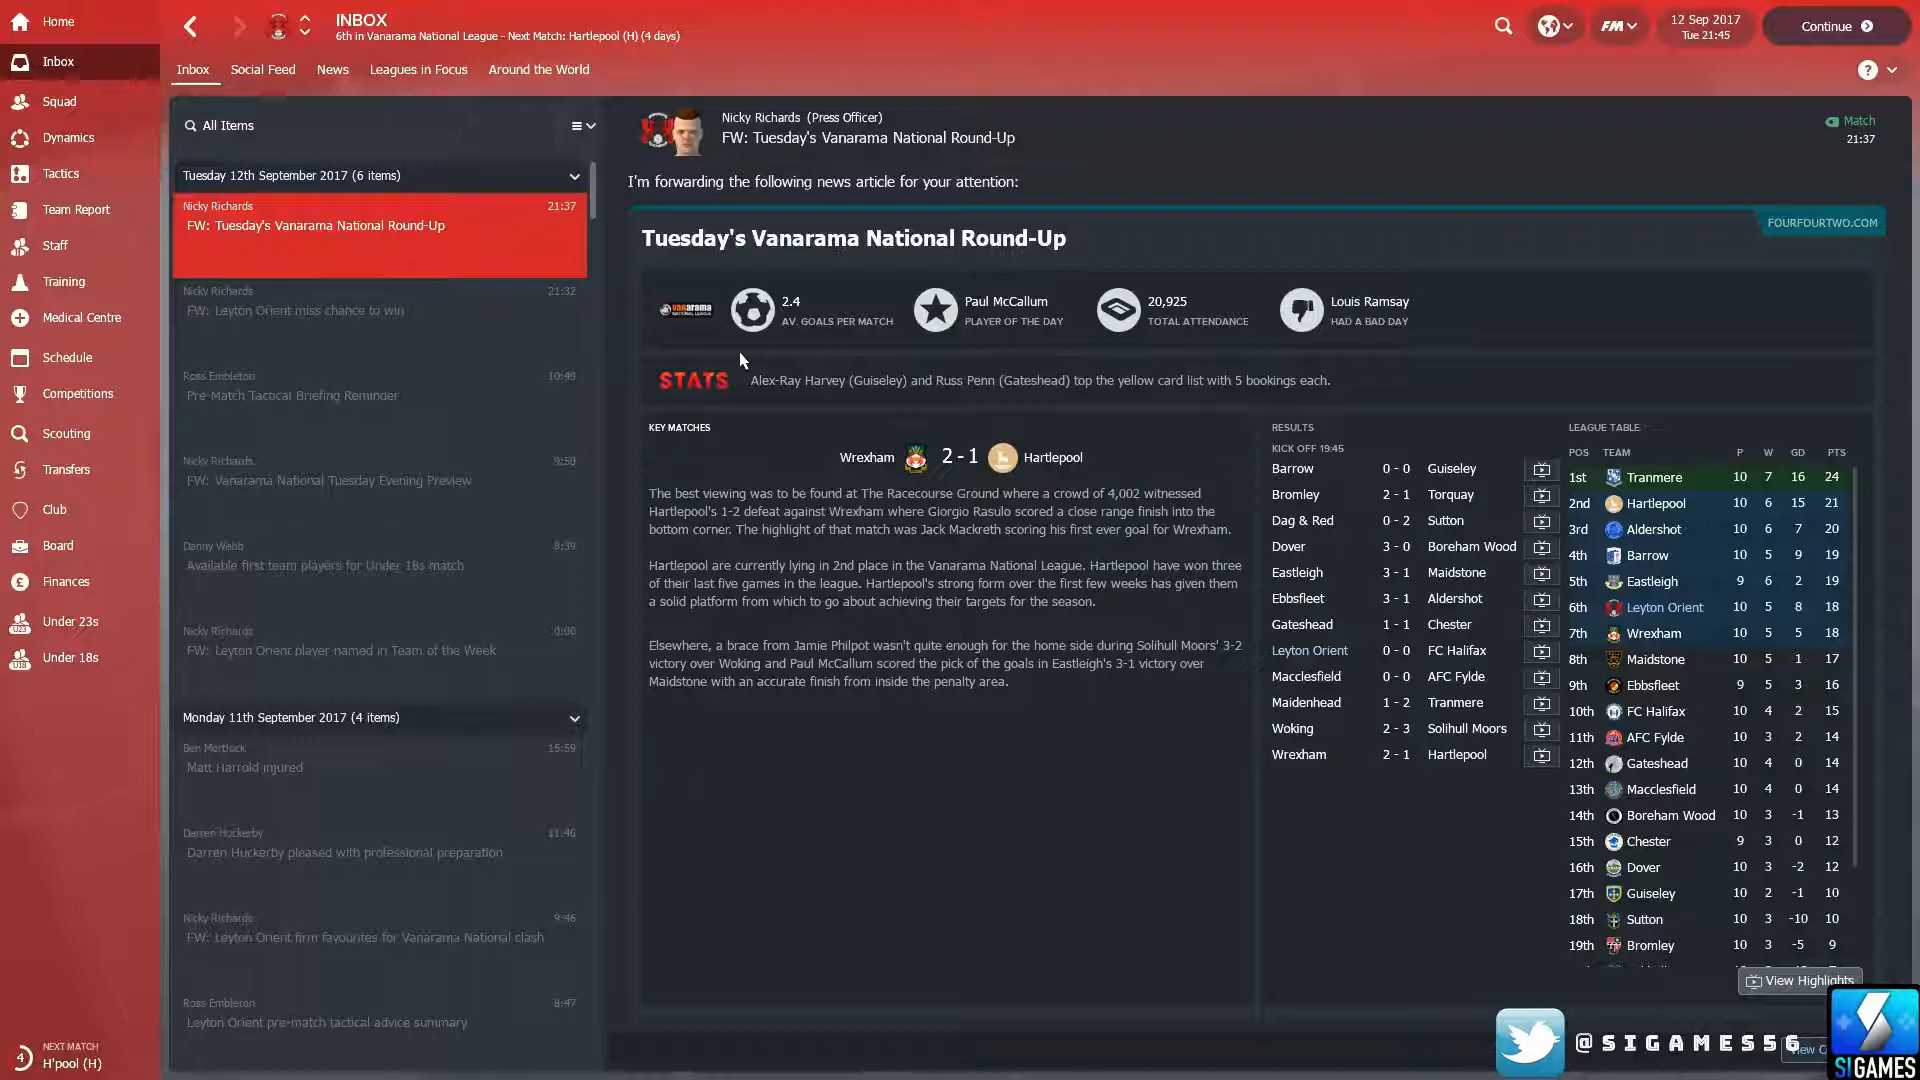 Home
Inbox
Squad
Dynamics
Tactics
Team Report
Staff
Training
Medical Centre
Schedule
Competitions
Scouting
Transfers
Club
Board
Finances
Under 23s
Under 18s
4
NEXT MATCH
H'pool (H)
INBOX
6th in Vanarama National League - Next Match: Hartlepool (H) (4 days)
FM
12 Sep 2017
Tue 21:45
Continue
Inbox Social Feed News Leagues in Focus Around the World
?
All Items
Tuesday 12th September 2017 (6 items)
Nicky Richards 21:37
FW: Tuesday's Vanarama National Round-Up
Nicky Richards 21:32
FW: Leyton Orient miss chance to win
Ross Embleton 10:49
Pre-Match Tactical Briefing Reminder
Nicky Richards 9:59
FW: Vanarama National Tuesday Evening Preview
Danny Webb 8:39
Available first team players for Under 18s match
Nicky Richards 0:00
FW: Leyton Orient player named in Team of the Week
Monday 11th September 2017 (4 items)
Ben Mortlock 15:59
Matt Harrold injured
Darren Huckerby 11:46
Darren Huckerby pleased with professional preparation
Nicky Richards 9:46
FW: Leyton Orient firm favourites for Vanarama National clash
Ross Embleton 8:47
Leyton Orient pre-match tactical advice summary
Nicky Richards (Press Officer)
FW: Tuesday's Vanarama National Round-Up
Match
21:37
I'm forwarding the following news article for your attention:
FOURFOURTWO.COM
Tuesday's Vanarama National Round-Up
2.4
AV. GOALS PER MATCH
Paul McCallum
PLAYER OF THE DAY
20,925
TOTAL ATTENDANCE
Louis Ramsay
HAD A BAD DAY
STATS Alex-Ray Harvey (Guiseley) and Russ Penn (Gateshead) top the yellow card list with 5 bookings each.
KEY MATCHES
Wrexham 2 - 1 Hartlepool
The best viewing was to be found at The Racecourse Ground where a crowd of 4,002 witnessed
Hartlepool's 1-2 defeat against Wrexham where Giorgio Rasulo scored a close range finish into the
bottom corner. The highlight of that match was Jack Mackreth scoring his first ever goal for Wrexham.
Hartlepool are currently lying in 2nd place in the Vanarama National League. Hartlepool have won three
of their last five games in the league. Hartlepool's strong form over the first few weeks has given them
a solid platform from which to go about achieving their targets for the season.
Elsewhere, a brace from Jamie Philpot wasn't quite enough for the home side during Solihull Moors' 3-2
victory over Woking and Paul McCallum scored the pick of the goals in Eastleigh's 3-1 victory over
Maidstone with an accurate finish from inside the penalty area.
RESULTS
KICK OFF 19:45
Barrow 0 - 0 Guiseley
Bromley 2 - 1 Torquay
Dag & Red 0 - 2 Sutton
Dover 3 - 0 Boreham Wood
Eastleigh 3 - 1 Maidstone
Ebbsfleet 3 - 1 Aldershot
Gateshead 1 - 1 Chester
Leyton Orient 0 - 0 FC Halifax
Macclesfield 0 - 0 AFC Fylde
Maidenhead 1 - 2 Tranmere
Woking 2 - 3 Solihull Moors
Wrexham 2 - 1 Hartlepool
LEAGUE TABLE
POS TEAM P W GD PTS
1st Tranmere 10 7 16 24
2nd Hartlepool 10 6 15 21
3rd Aldershot 10 6 7 20
4th Barrow 10 5 9 19
5th Eastleigh 9 6 2 19
6th Leyton Orient 10 5 8 18
7th Wrexham 10 5 5 18
8th Maidstone 10 5 1 17
9th Ebbsfleet 9 5 3 16
10th FC Halifax 10 4 2 15
11th AFC Fylde 10 3 2 14
12th Gateshead 10 4 0 14
13th Macclesfield 10 4 0 14
14th Boreham Wood 10 3 -1 13
15th Chester 9 3 0 12
16th Dover 10 3 -2 12
17th Guiseley 10 2 -1 10
18th Sutton 10 3 -10 10
19th Bromley 10 3 -5 9
View Highlights
@SIGAMES56
SIGAMES